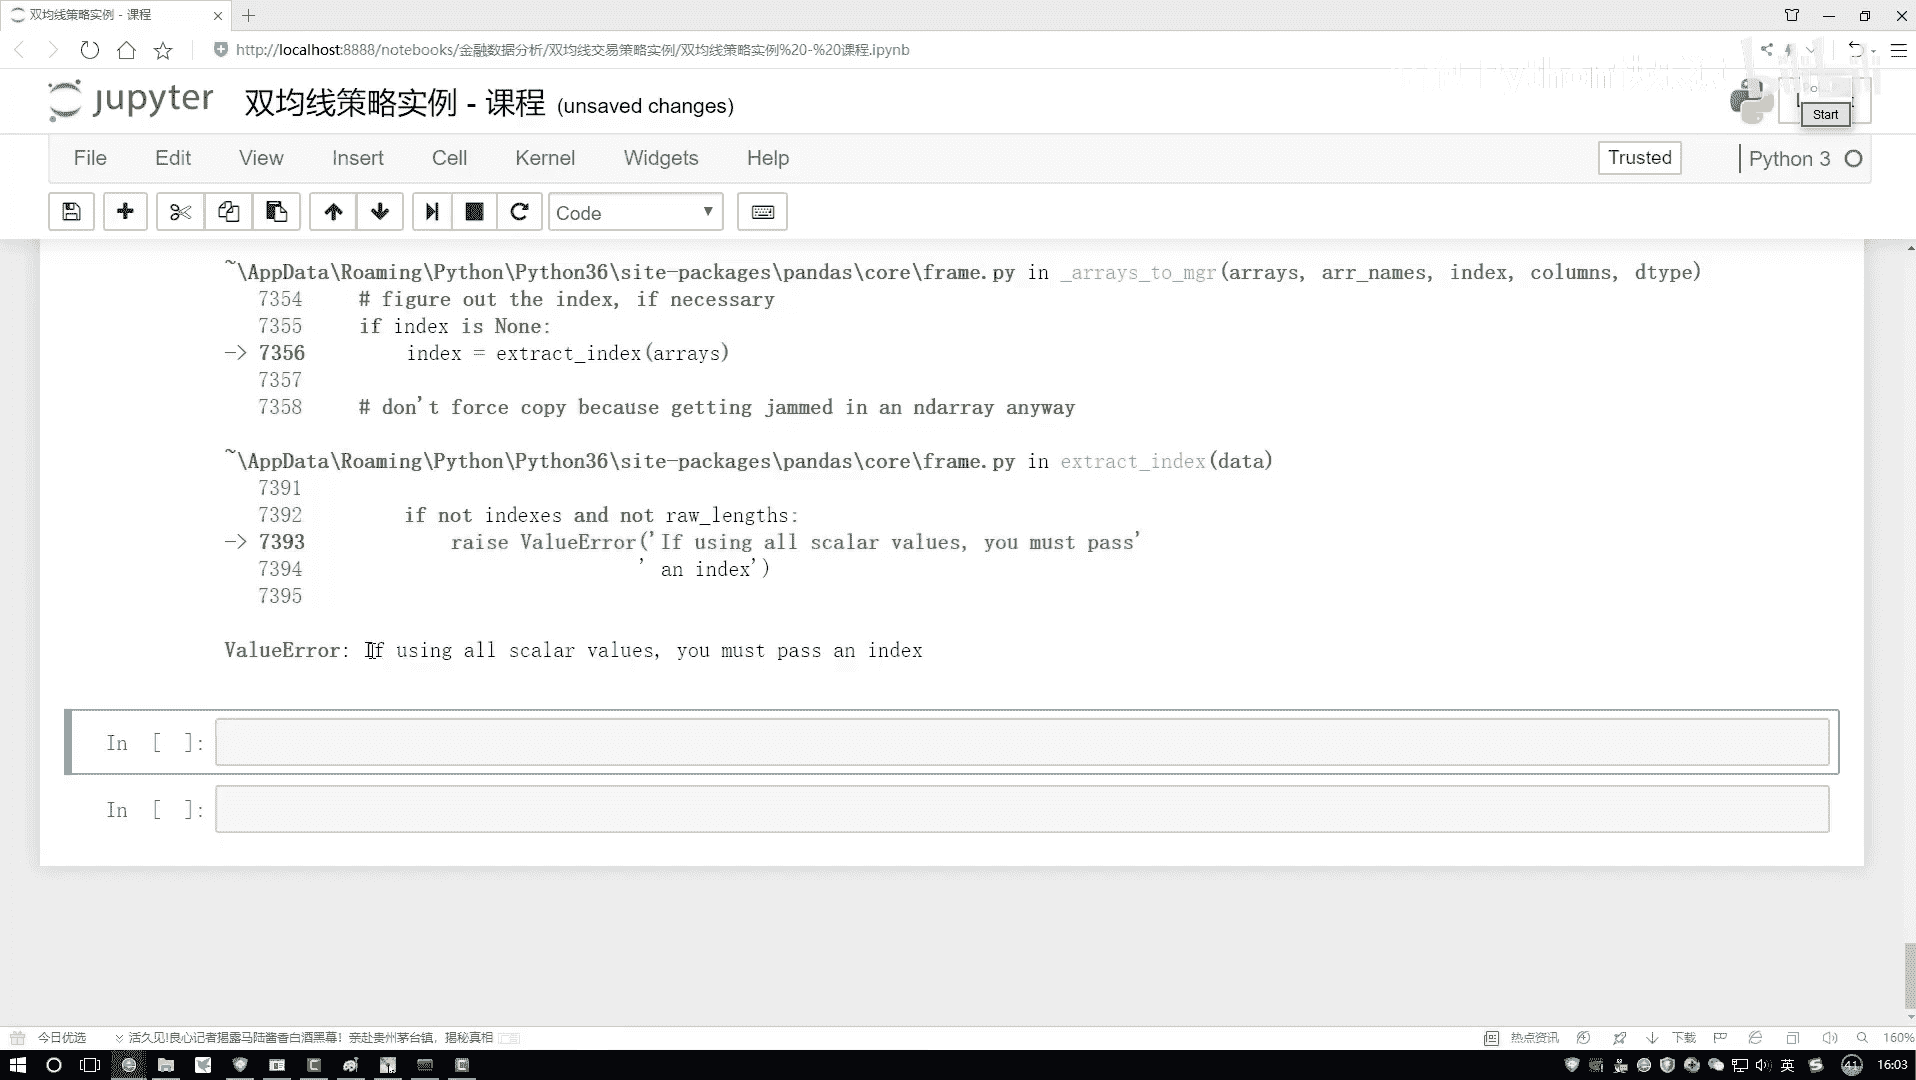 双均线策略实例 - 课程
http://localhost:8888/notebooks/金融数据分析/双均线交易策略实例/双均线策略实例%20-%20课程.ipynb
jupyter 双均线策略实例 - 课程 (unsaved changes)
Start
File Edit View Insert Cell Kernel Widgets Help Trusted Python 3
Code
~\AppData\Roaming\Python\Python36\site-packages\pandas\core\frame.py in _arrays_to_mgr(arrays, arr_names, index, columns, dtype)
7354 # figure out the index, if necessary
7355 if index is None:
-> 7356 index = extract_index(arrays)
7357
7358 # don't force copy because getting jammed in an ndarray anyway
~\AppData\Roaming\Python\Python36\site-packages\pandas\core\frame.py in extract_index(data)
7391
7392 if not indexes and not raw_lengths:
-> 7393 raise ValueError('If using all scalar values, you must pass'
7394 ' an index')
7395
ValueError: If using all scalar values, you must pass an index
In [ ]:
In [ ]:
今日优选 活久见!良心记者揭露马陆酱香白酒黑幕! 亲赴贵州茅台镇, 揭秘真相 热点资讯 下载 160%
英 41 16:03